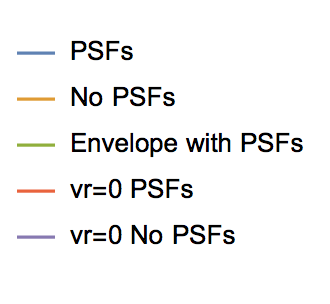 PSFs
No PSFs
Envelope with PSFs
vr=0 PSFs
vr=0 No PSFs